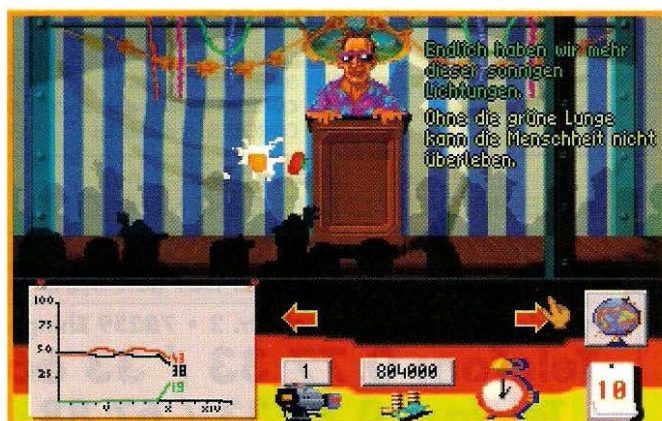 Endlich haben wir mehr
dieser sonnigen
Lichtungen.
Ohne die grüne Lunge
kann die Menschheit nicht
überleben.
100
75
50
25
43
38
19
V
X
XIV
1
804000
10